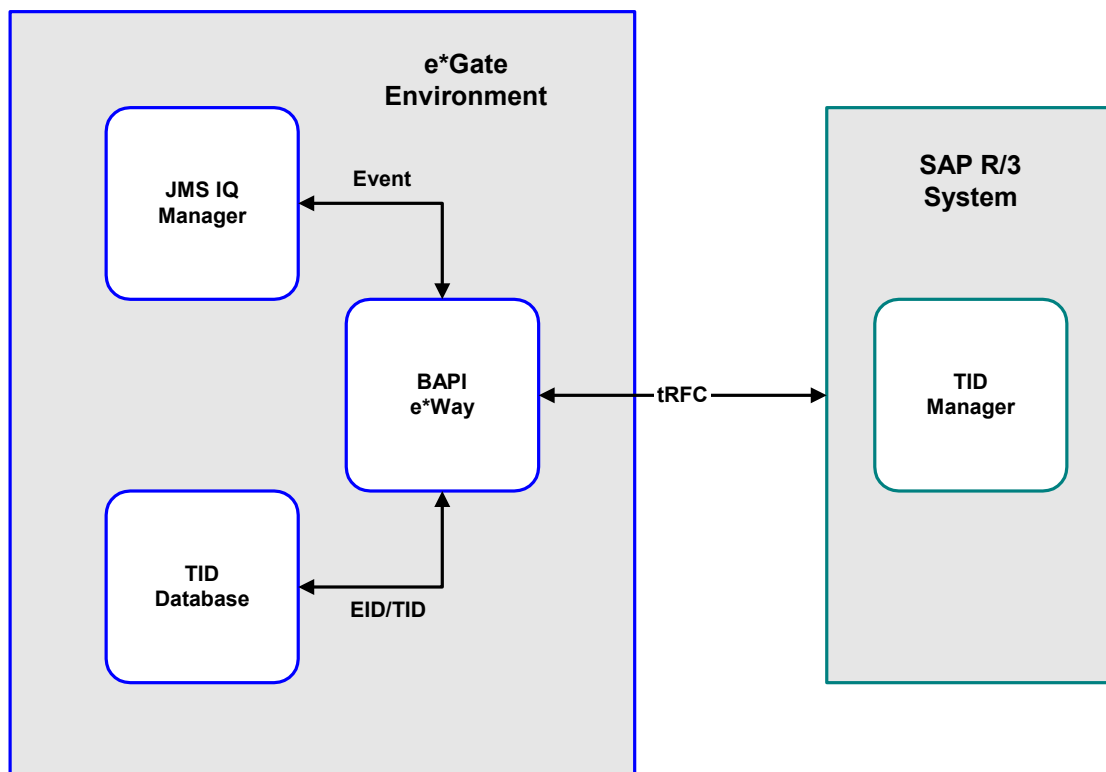 e*Gate
Environment
SAP R/3
System
JMS IQ
Manager
Event
BAPI
e*Way
tRFC
TID
Manager
TID
Database
EID/TID